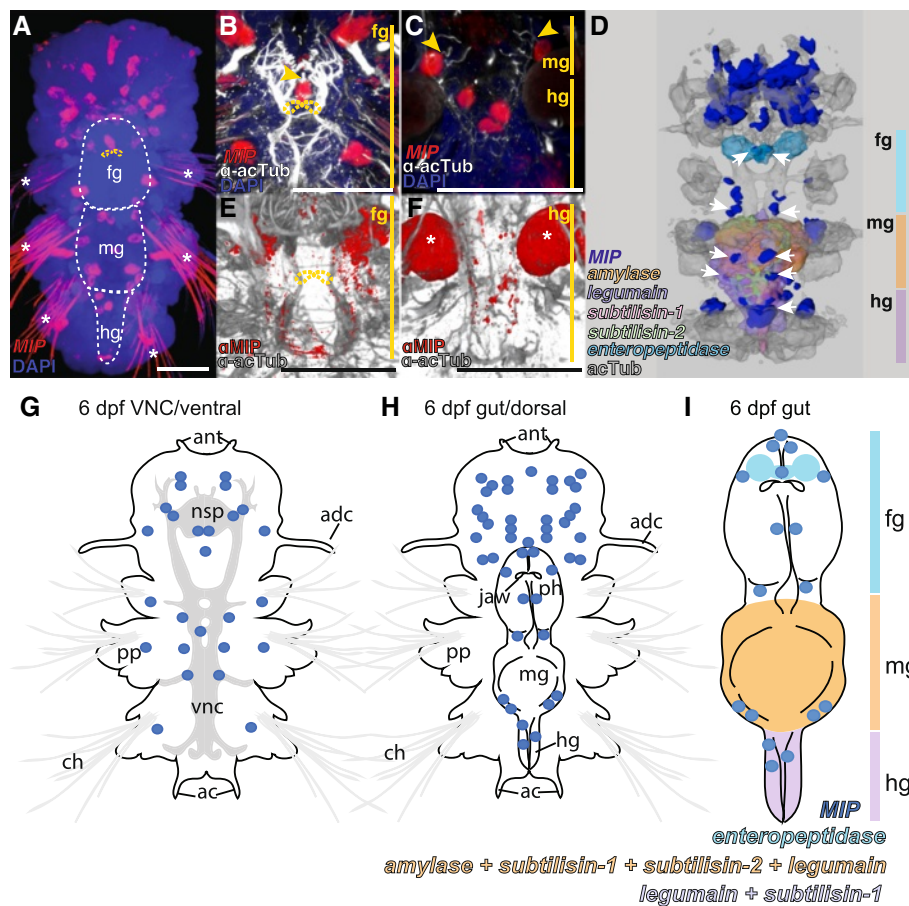 A
fg
mg
hg
*
*
*
*
*
*
MIP
DAPI
B
fg
MIP
ɑ-acTub
DAPI
C
mg
hg
MIP
ɑ-acTub
DAPI
D
fg
mg
hg
MIP
amylase
legumain
subtilisin-1
subtilisin-2
enteropeptidase
acTub
E
fg
ɑMIP
ɑ-acTub
F
hg
*
*
ɑMIP
ɑ-acTub
G 6 dpf VNC/ventral
ant
nsp
adc
pp
vnc
ch
ac
H 6 dpf gut/dorsal
ant
adc
jaw
ph
pp
mg
hg
ch
ac
I 6 dpf gut
fg
mg
hg
MIP
enteropeptidase
amylase + subtilisin-1 + subtilisin-2 + legumain
legumain + subtilisin-1